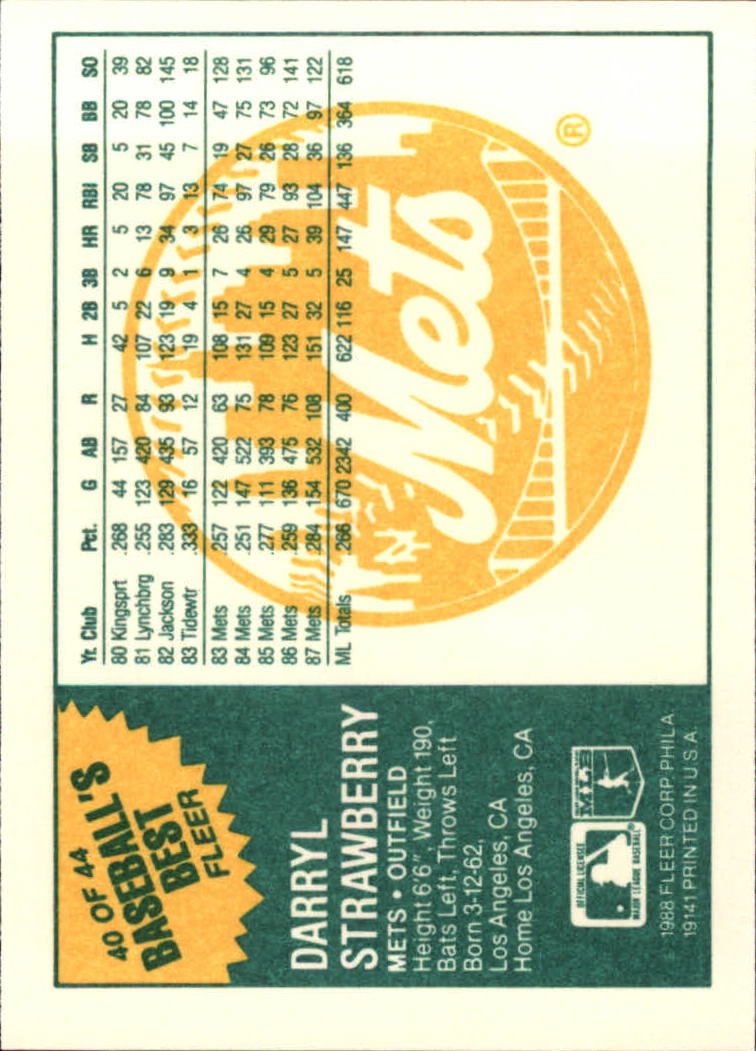 40 OF 44
BASEBALL'S
BEST
FLEER
DARRYL
STRAWBERRY
METS • OUTFIELD
Height 6'6", Weight 190,
Bats Left, Throws Left
Born 3-12-62,
Los Angeles, CA
Home Los Angeles, CA
OFFICIAL LICENSEE
MAJOR LEAGUE BASEBALL
© 1988 FLEER CORP. PHILA.
19141 PRINTED IN U.S.A.
Yr. Club Pct. G AB R H 2B 3B HR RBI SB BB SO
80 Kingsprt .268 44 157 27 42 5 2 5 20 5 20 39
81 Lynchbrg .255 123 420 84 107 22 6 13 78 31 78 82
82 Jackson .283 129 435 93 123 19 9 34 97 45 100 145
83 Tidewtr .333 16 57 12 19 4 1 3 13 7 14 18
83 Mets .257 122 420 63 108 15 7 26 74 19 47 128
84 Mets .251 147 522 75 131 27 4 26 97 27 75 131
85 Mets .277 111 393 78 109 15 4 29 79 26 73 96
86 Mets .259 136 475 76 123 27 5 27 93 28 72 141
87 Mets .284 154 532 108 151 32 5 39 104 36 97 122
ML Totals .266 670 2342 400 622 116 25 147 447 136 364 618
NY
Mets
®